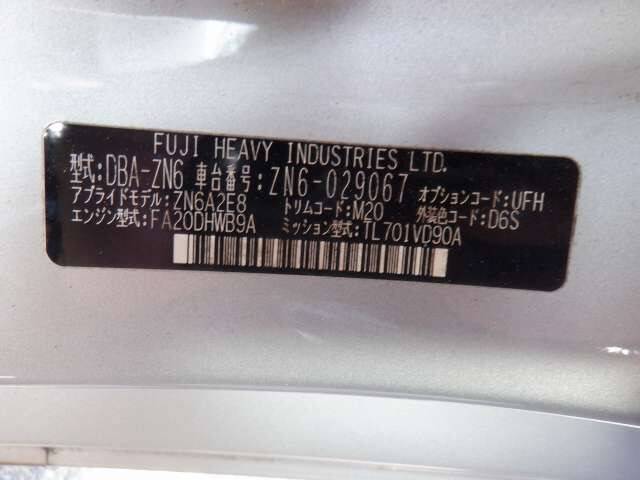 FUJI HEAVY INDUSTRIES LTD.
型式:DBA-ZN6 車台番号:ZN6-029067 オプションコード:UFH
アプライドモデル:ZN6A2E8 トリムコード:M20 外装色コード:D6S
エンジン型式:FA20DHWB9A ミッション型式:TL701VD90A